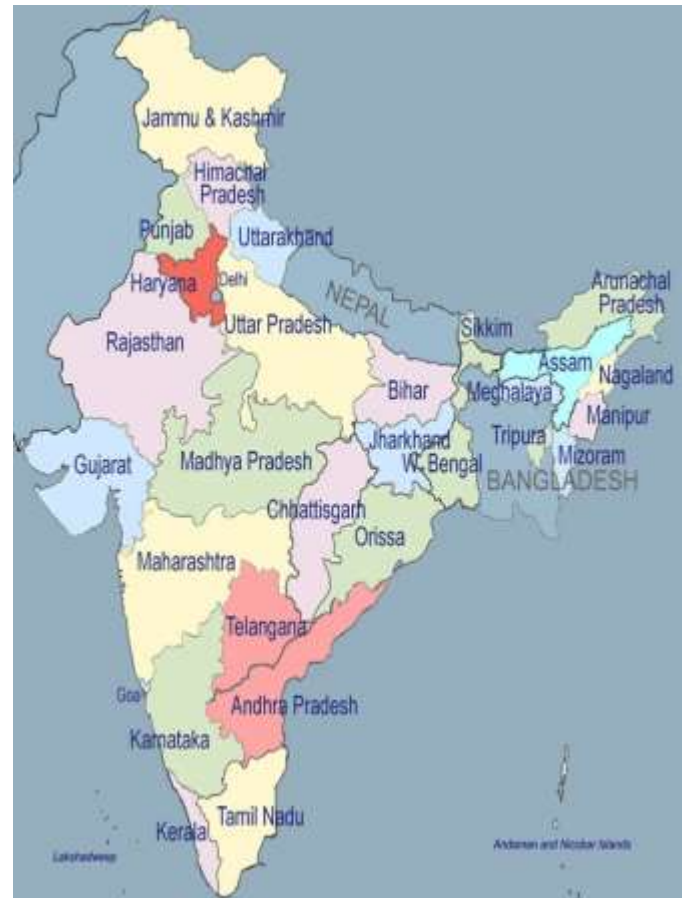 Jammu & Kashmir
Himachal
Pradesh
Punjab
Uttarakhand
Haryana
Delhi
Arunachal
Pradesh
NEPAL
Uttar Pradesh
Sikkim
Rajasthan
Assam
Nagaland
Bihar
Meghalaya
Manipur
Jharkhand
Tripura
Gujarat
Madhya Pradesh
W. Bengal
Mizoram
BANGLADESH
Chhattisgarh
Orissa
Maharashtra
Telangana
Goa
Andhra Pradesh
Karnataka
Tamil Nadu
Kerala
Lakshadweep
Andaman and Nicobar Islands